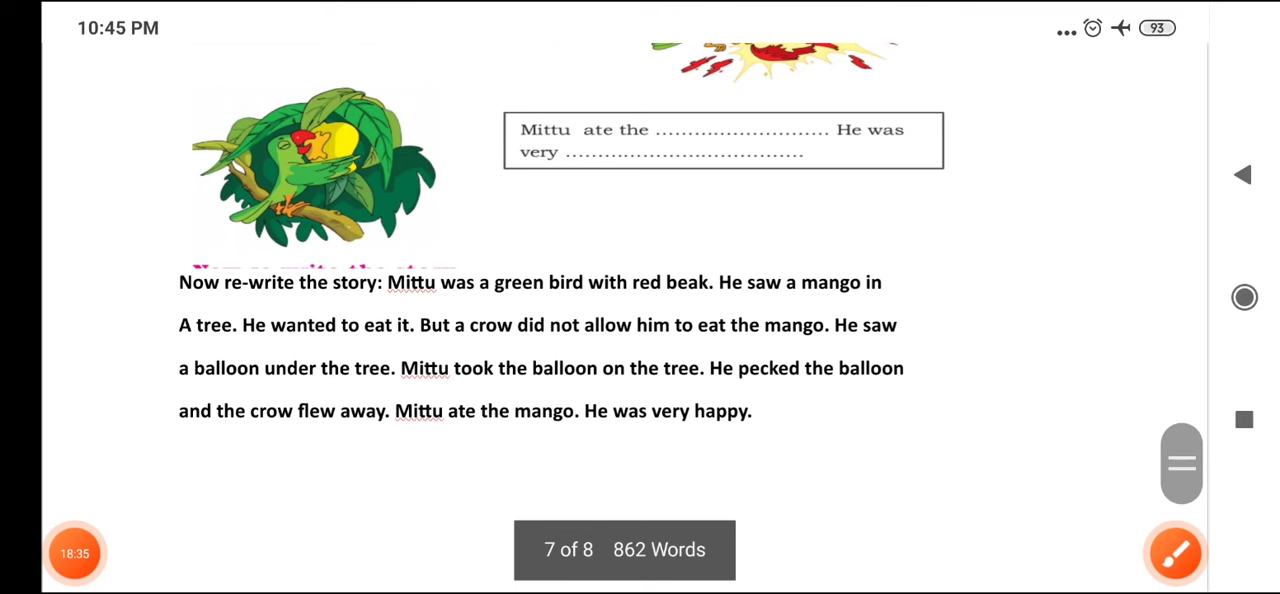 10:45 PM
93
Mittu ate the ........................... He was
very .....................................
Now re-write the story: Mittu was a green bird with red beak. He saw a mango in
A tree. He wanted to eat it. But a crow did not allow him to eat the mango. He saw
a balloon under the tree. Mittu took the balloon on the tree. He pecked the balloon
and the crow flew away. Mittu ate the mango. He was very happy.
7 of 8 862 Words
18:35